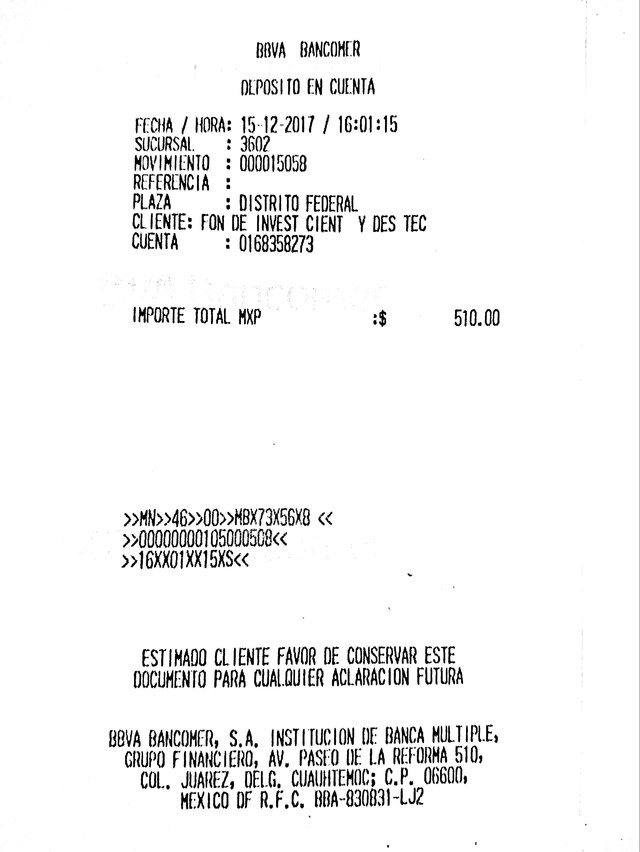 BBVA BANCOMER
DEPOSITO EN CUENTA
FECHA / HORA: 15-12-2017 / 16:01:15
SUCURSAL : 3602
MOVIMIENTO : 000015058
REFERENCIA :
PLAZA : DISTRITO FEDERAL
CLIENTE: FON DE INVEST CIENT Y DES TEC
CUENTA : 0168358273
IMPORTE TOTAL MXP :$ 510.00
>>MN>>46>>00>>MBX73X56X8 <<
>>00000000105000508<<
>>16XX01XX15XS<<
ESTIMADO CLIENTE FAVOR DE CONSERVAR ESTE
DOCUMENTO PARA CUALQUIER ACLARACION FUTURA
BBVA BANCOMER, S.A. INSTITUCION DE BANCA MULTIPLE,
GRUPO FINANCIERO, AV. PASEO DE LA REFORMA 510,
COL. JUAREZ, DELG. CUAUHTEMOC; C.P. 06600,
MEXICO DF R.F.C. BBA-830831-LJ2